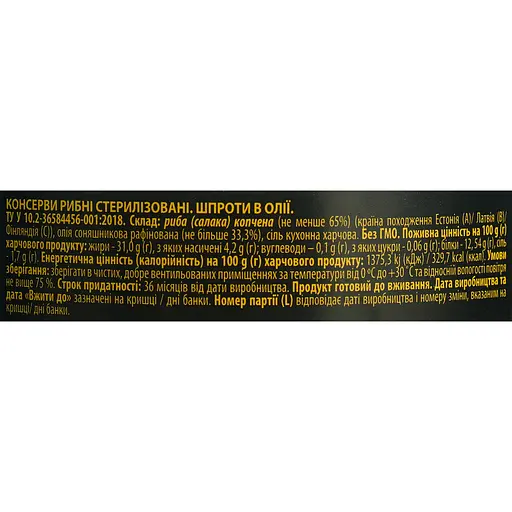 КОНСЕРВИ РИБНІ СТЕРИЛІЗОВАНІ. ШПРОТИ В ОЛІЇ.
ТУ У 10.2-36584456-001:2018. Склад: риба (салака) копчена (не менше 65%) (країна походження Естонія (А)/ Латвія (В)/
Фінляндія (С)), олія соняшникова рафінована (не більше 33,3%), сіль кухонна харчова. Без ГМО. Поживна цінність на 100 g (г)
харчового продукту: жири - 31,0 g (г), з яких насичені 4,2 g (г); вуглеводи – 0,1 g (г), з яких цукри - 0,06 g (г); білки - 12,54 g (г), сіль
- 1,7 g (г). Енергетична цінність (калорійність) на 100 g (г) харчового продукту: 1375,3 kj (кДж) / 329,7 kcal (ккал). Умови
зберігання: зберігати в чистих, добре вентильованих приміщеннях за температури від 0 °С до +30 °С та відносній вологості повітря
не вище 75 %. Строк придатності: 36 місяців від дати виробництва. Продукт готовий до вживання. Дата виробництва та
дата «Вжити до» зазначені на кришці / дні банки. Номер партії (L) відповідає даті виробництва і номеру зміни, вказаним на
кришці/ дні банки.